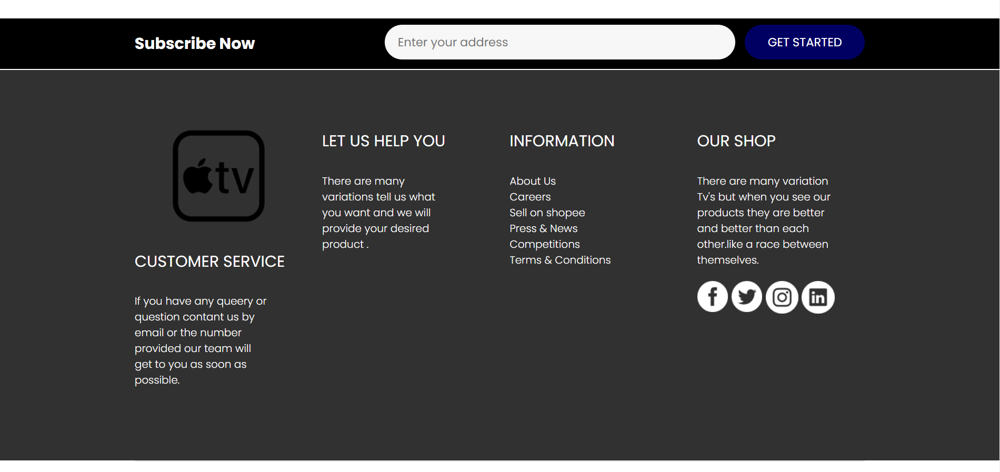 Subscribe Now
Enter your address
GET STARTED
tv
CUSTOMER SERVICE
If you have any queery or
question contant us by
email or the number
provided our team will
get to you as soon as
possible.
LET US HELP YOU
There are many
variations tell us what
you want and we will
provide your desired
product .
INFORMATION
About Us
Careers
Sell on shopee
Press & News
Competitions
Terms & Conditions
OUR SHOP
There are many variation
Tv's but when you see our
products they are better
and better than each
other.like a race between
themselves.
f
in